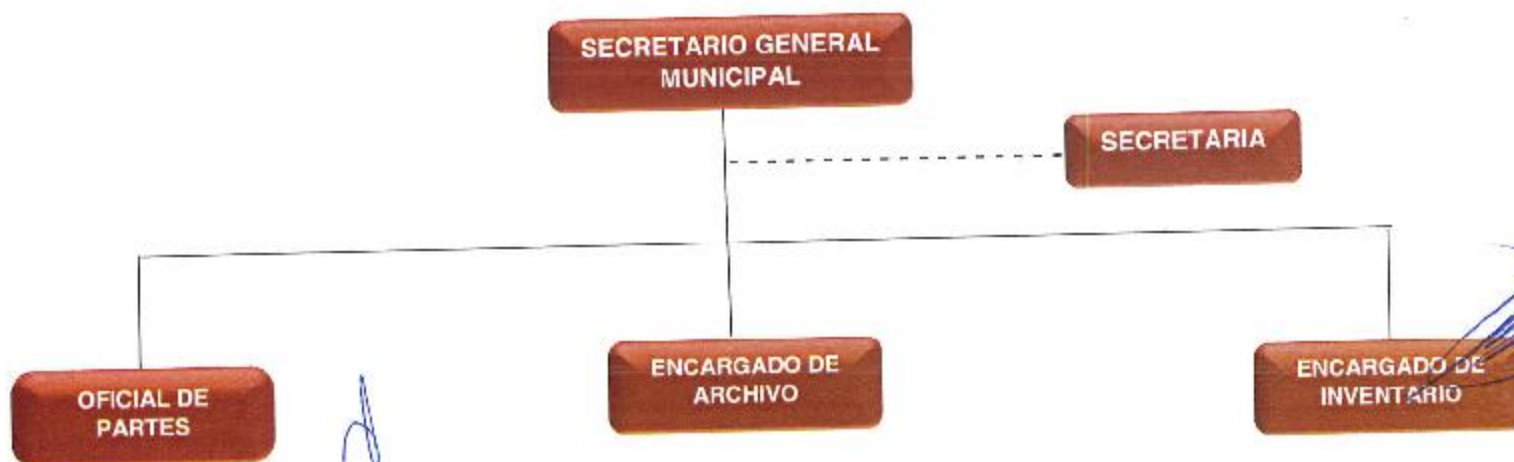 SECRETARIO GENERAL
MUNICIPAL
SECRETARIA
OFICIAL DE
PARTES
ENCARGADO DE
ARCHIVO
ENCARGADO DE
INVENTARIO